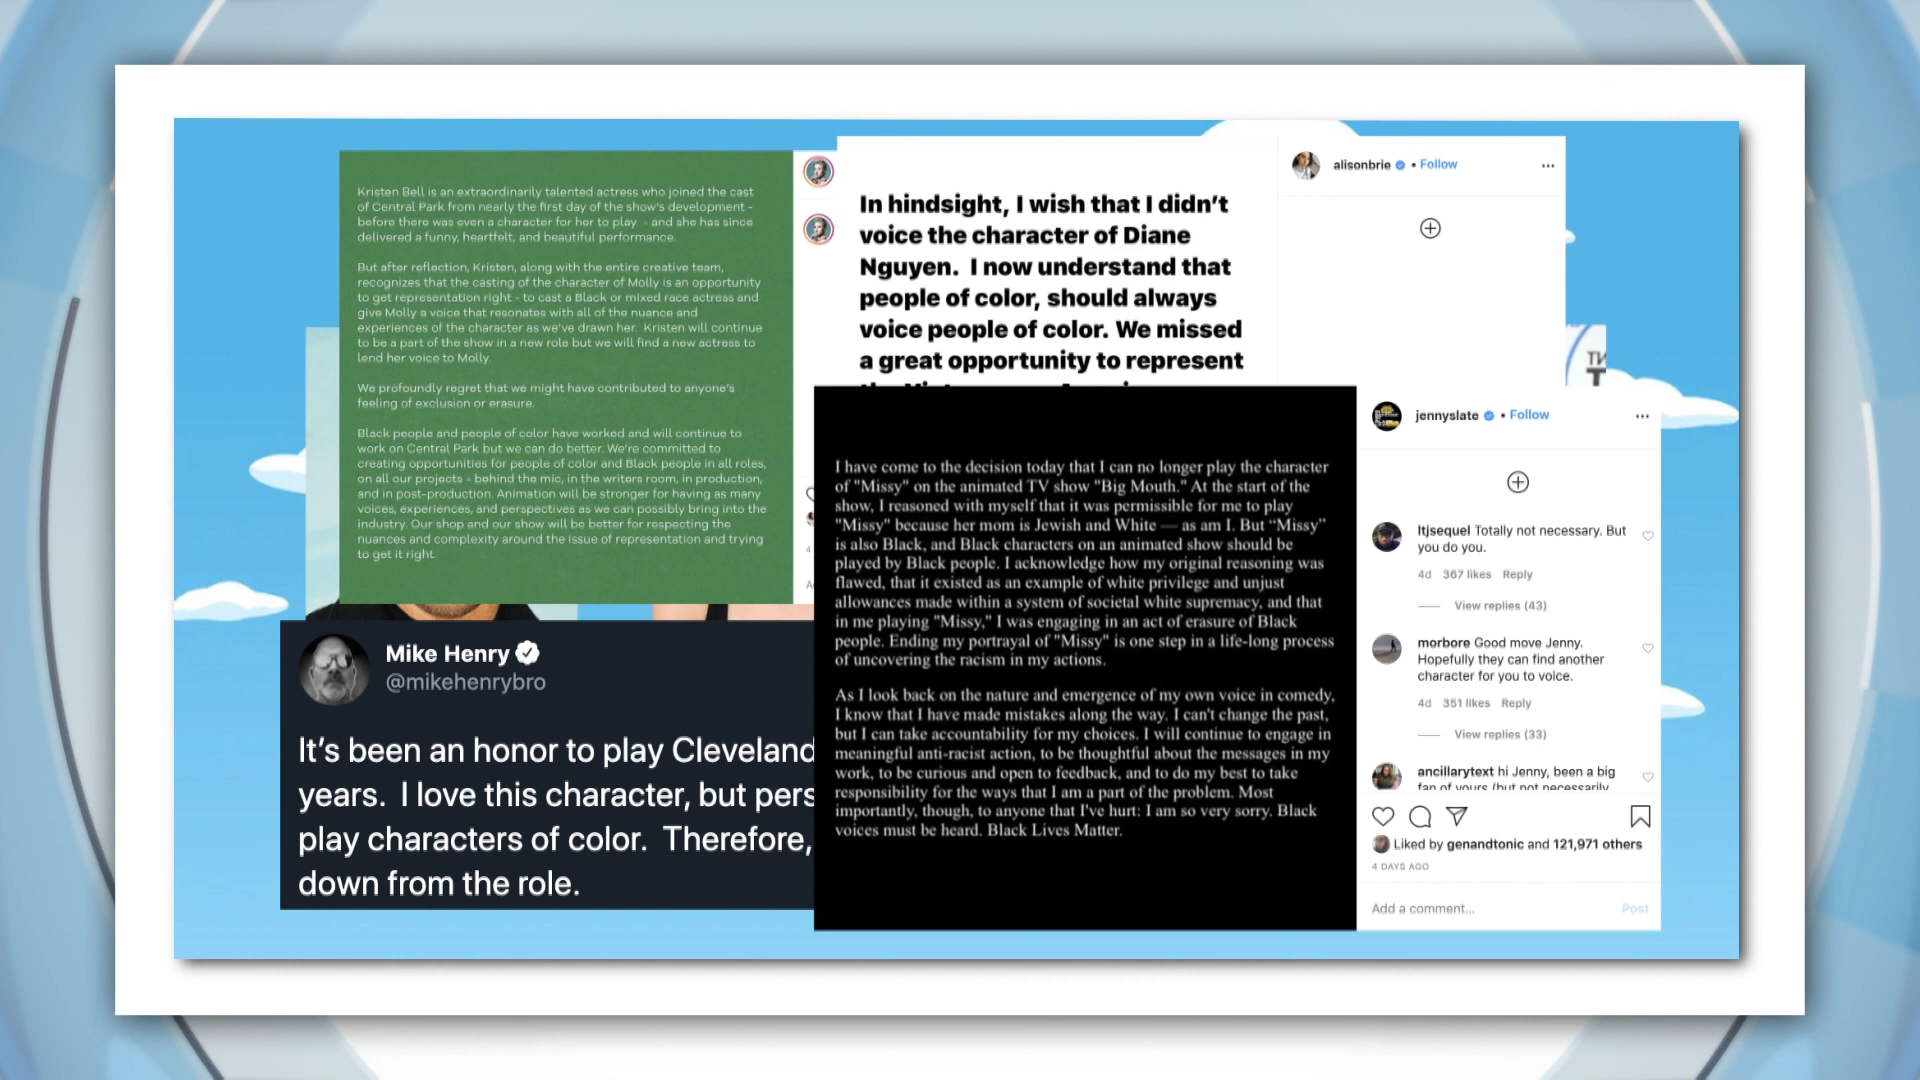 Kristen Bell is an extraordinarily talented actress who joined the cast
of Central Park from nearly the first day of the show's development -
before there was even a character for her to play - and she has since
delivered a funny, heartfelt, and beautiful performance.
But after reflection, Kristen, along with the entire creative team,
recognizes that the casting of the character of Molly is an opportunity
to get representation right - to cast a Black or mixed race actress and
give Molly a voice that resonates with all of the nuance and
experiences of the character as we've drawn her. Kristen will continue
to be a part of the show in a new role but we will find a new actress to
lend her voice to Molly.
We profoundly regret that we might have contributed to anyone's
feeling of exclusion or erasure.
Black people and people of color have worked and will continue to
work on Central Park but we can do better. We're committed to
creating opportunities for people of color and Black people in all roles,
on all our projects - behind the mic, in the writers room, in production,
and in post-production. Animation will be stronger for having as many
voices, experiences, and perspectives as we can possibly bring into the
industry. Our shop and our show will be better for respecting the
nuances and complexity around the issue of representation and trying
to get it right.
4
In hindsight, I wish that I didn't
voice the character of Diane
Nguyen. I now understand that
people of color, should always
voice people of color. We missed
a great opportunity to represent
alisonbrie • Follow
Mike Henry
@mikehenrybro
It's been an honor to play Cleveland
years. I love this character, but pers
play characters of color. Therefore,
down from the role.
I have come to the decision today that I can no longer play the character
of "Missy" on the animated TV show "Big Mouth." At the start of the
show, I reasoned with myself that it was permissible for me to play
"Missy" because her mom is Jewish and White — as am I. But "Missy"
is also Black, and Black characters on an animated show should be
played by Black people. I acknowledge how my original reasoning was
flawed, that it existed as an example of white privilege and unjust
allowances made within a system of societal white supremacy, and that
in me playing "Missy," I was engaging in an act of erasure of Black
people. Ending my portrayal of "Missy" is one step in a life-long process
of uncovering the racism in my actions.
As I look back on the nature and emergence of my own voice in comedy,
I know that I have made mistakes along the way. I can't change the past,
but I can take accountability for my choices. I will continue to engage in
meaningful anti-racist action, to be thoughtful about the messages in my
work, to be curious and open to feedback, and to do my best to take
responsibility for the ways that I am a part of the problem. Most
importantly, though, to anyone that I've hurt: I am so very sorry. Black
voices must be heard. Black Lives Matter.
jennyslate • Follow
ltjsequel Totally not necessary. But
you do you.
4d 367 likes Reply
View replies (43)
morbore Good move Jenny.
Hopefully they can find another
character for you to voice.
4d 351 likes Reply
View replies (33)
ancillarytext hi Jenny, been a big
fan of yours (but not necessarily
Liked by genandtonic and 121,971 others
4 DAYS AGO
Add a comment...
Post